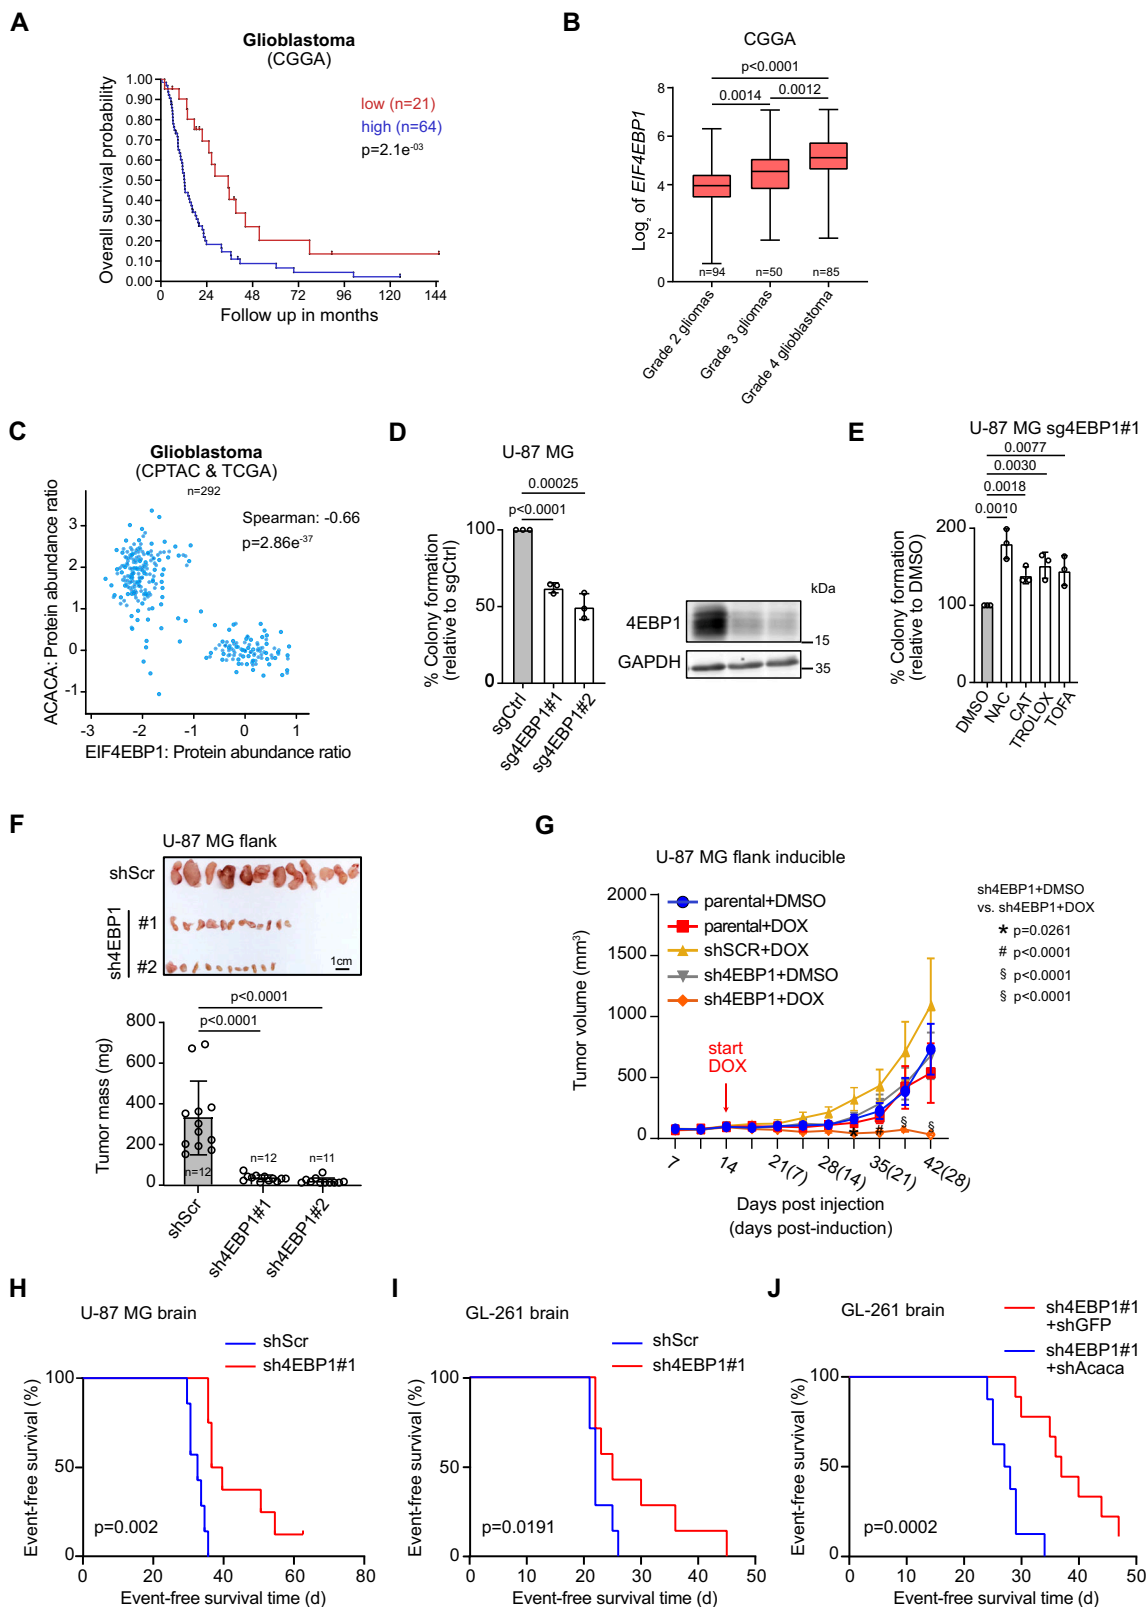 A
Glioblastoma
(CGGA)
Overall survival probability
1.00
0.90
0.80
0.70
0.60
0.50
0.40
0.30
0.20
0.10
0.00
low (n=21)
high (n=64)
p=2.1e-03
0 24 48 72 96 120 144
Follow up in months
B
CGGA
p<0.0001
0.0014
0.0012
Log2 of EIF4EBP1
8
6
4
2
0
n=94 n=50 n=85
Grade 2 gliomas
Grade 3 gliomas
Grade 4 glioblastoma
C
Glioblastoma
(CPTAC & TCGA)
n=292
Spearman: -0.66
p=2.86e-37
ACACA: Protein abundance ratio
3
2
1
0
-1
-3 -2 -1 0 1
EIF4EBP1: Protein abundance ratio
D
U-87 MG
0.00025
p<0.0001
% Colony formation
(relative to sgCtrl)
100
50
0
sgCtrl
sg4EBP1#1
sg4EBP1#2
kDa
4EBP1
15
GAPDH
35
E
U-87 MG sg4EBP1#1
0.0077
0.0030
0.0018
0.0010
% Colony formation
(relative to DMSO)
200
100
0
DMSO
NAC
CAT
TROLOX
TOFA
F
U-87 MG flank
shScr
sh4EBP1
#1
#2
1cm
p<0.0001
p<0.0001
Tumor mass (mg)
800
600
400
200
0
n=12
n=12
n=11
shScr
sh4EBP1#1
sh4EBP1#2
G
U-87 MG flank inducible
Tumor volume (mm3)
2000
1500
1000
500
0
parental+DMSO
parental+DOX
shSCR+DOX
sh4EBP1+DMSO
sh4EBP1+DOX
start
DOX
* # § §
sh4EBP1+DMSO
vs. sh4EBP1+DOX
* p=0.0261
# p<0.0001
§ p<0.0001
§ p<0.0001
7 14 21(7) 28(14) 35(21) 42(28)
Days post injection
(days post-induction)
H
U-87 MG brain
shScr
sh4EBP1#1
Event-free survival (%)
100
50
0
p=0.002
0 20 40 60 80
Event-free survival time (d)
I
GL-261 brain
shScr
sh4EBP1#1
Event-free survival (%)
100
50
0
p=0.0191
0 10 20 30 40 50
Event-free survival time (d)
J
GL-261 brain
sh4EBP1#1
+shGFP
sh4EBP1#1
+shAcaca
Event-free survival (%)
100
50
0
p=0.0002
0 10 20 30 40 50
Event-free survival time (d)